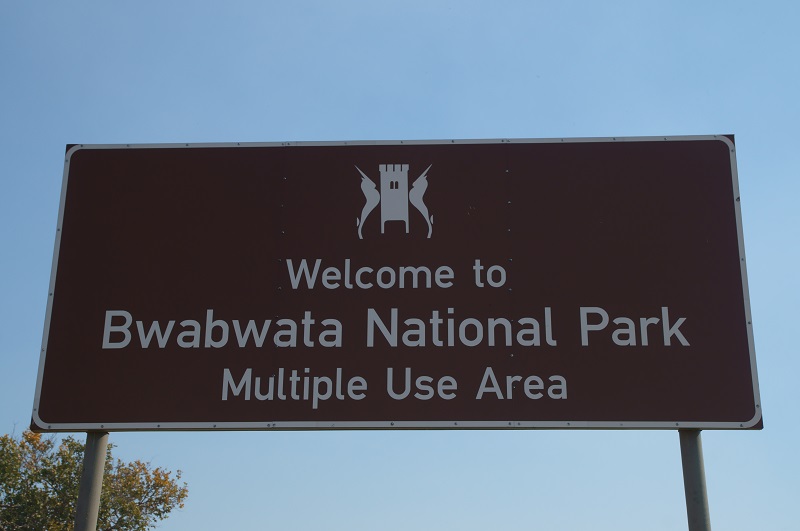 Welcome to
Bwabwata National Park
Multiple Use Area